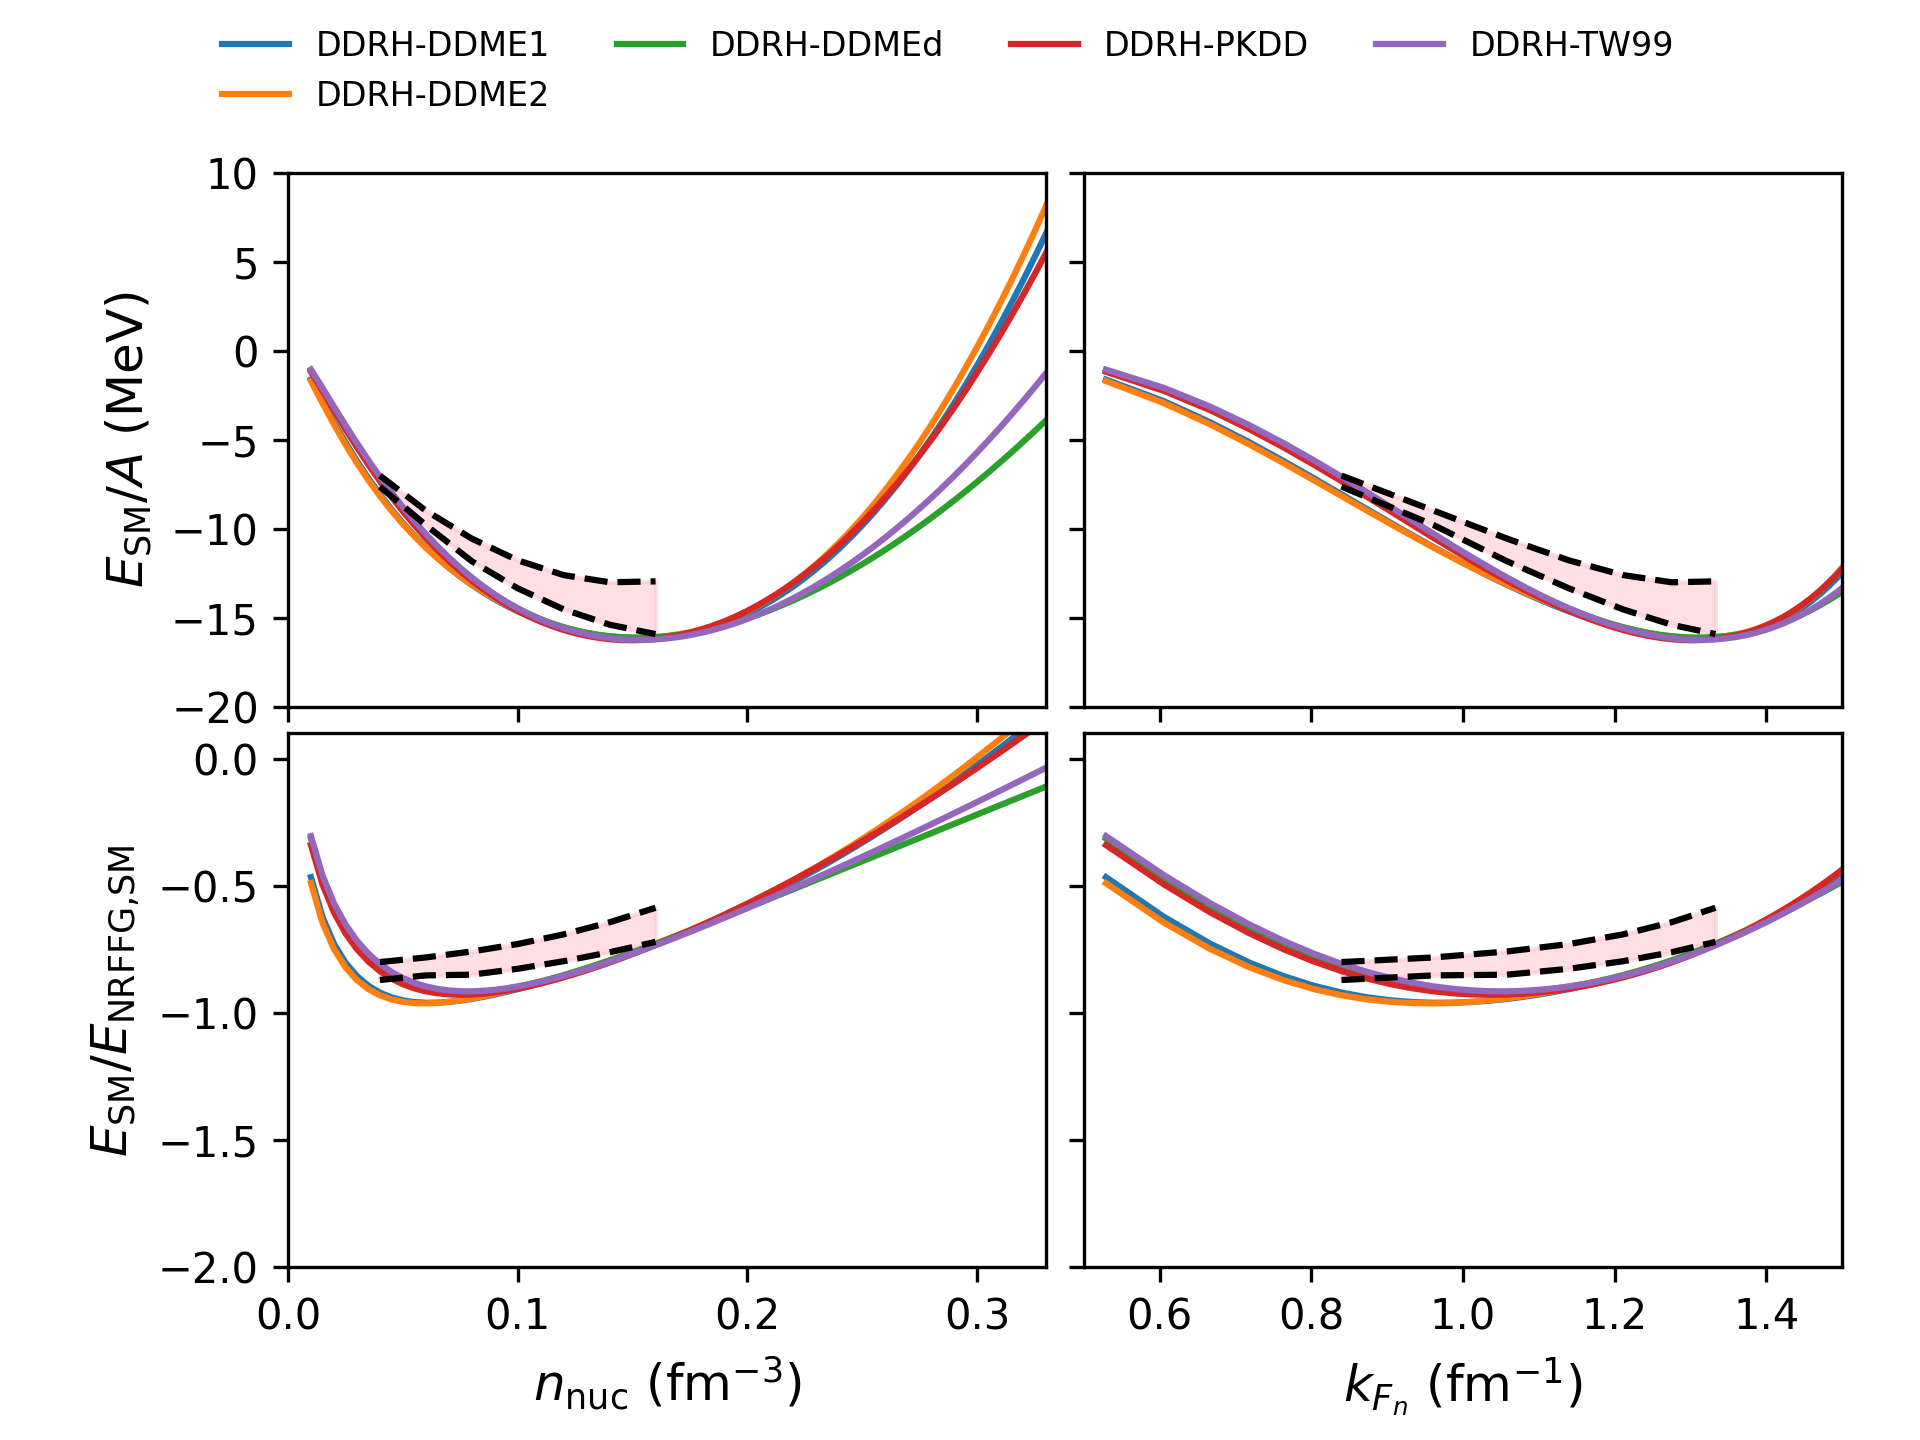 DDRH-DDME1 DDRH-DDMEd DDRH-PKDD DDRH-TW99
DDRH-DDME2
10
5
0
−5
−10
−15
−20
E_SM/A (MeV)
0.0
−0.5
−1.0
−1.5
−2.0
E_SM/E_NRFFG,SM
0.0 0.1 0.2 0.3
0.6 0.8 1.0 1.2 1.4
n_nuc (fm⁻³)
k_{F_n} (fm⁻¹)